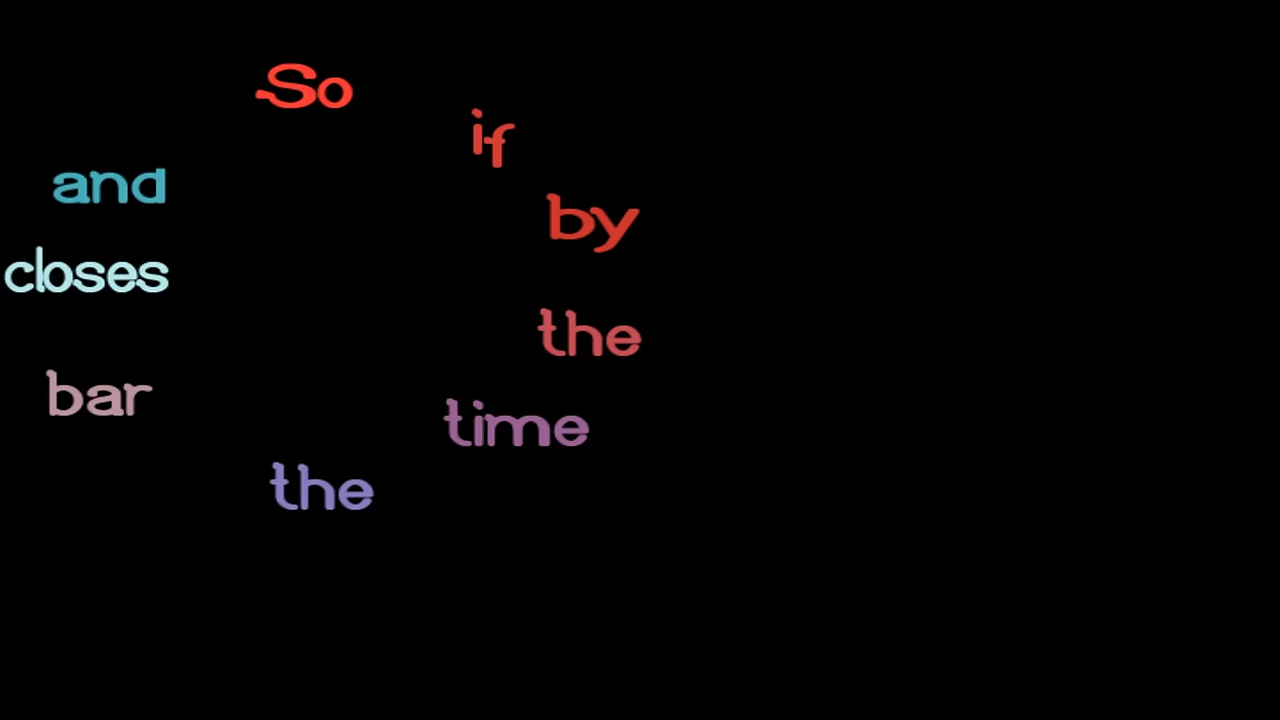 So
if
by
the
time
the
bar
closes
and